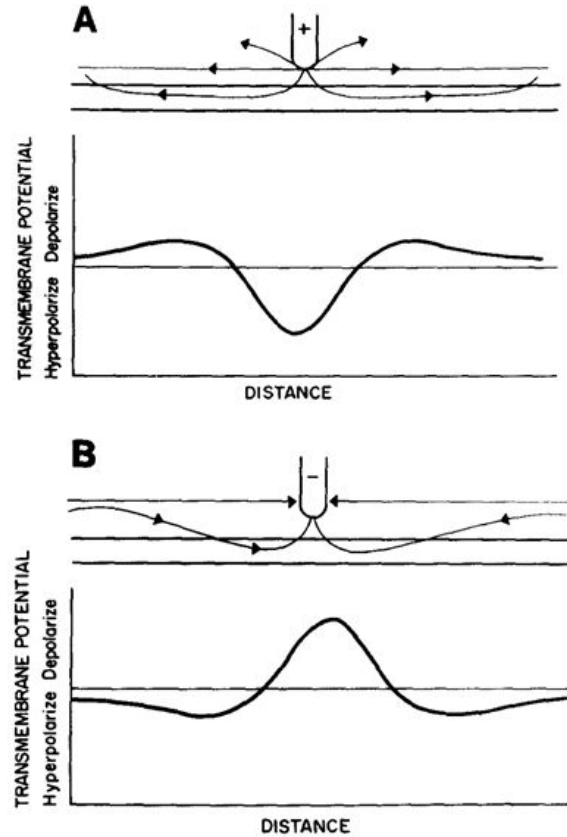 A
+
TRANSMEMBRANE POTENTIAL
Hyperpolarize Depolarize
DISTANCE
B
−
TRANSMEMBRANE POTENTIAL
Hyperpolarize Depolarize
DISTANCE